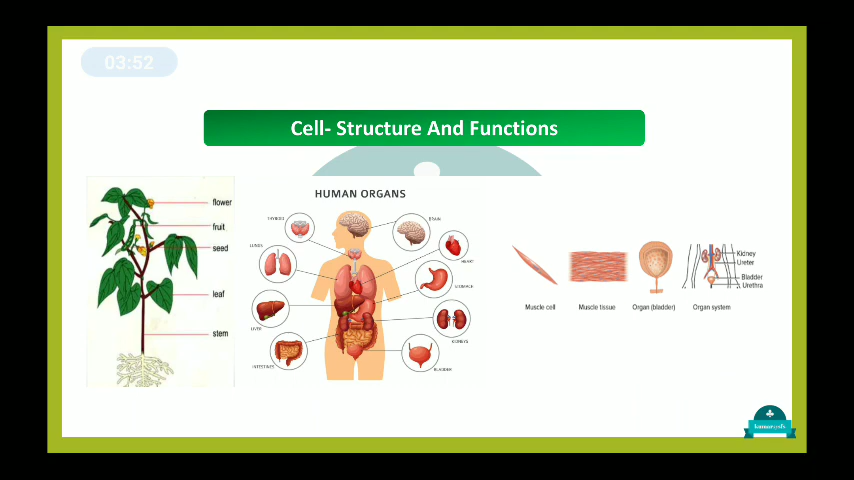 03:52
Cell- Structure And Functions
flower
fruit
seed
leaf
stem
HUMAN ORGANS
THYROID
BRAIN
LUNGS
HEART
STOMACH
LIVER
KIDNEYS
INTESTINES
BLADDER
Muscle cell
Muscle tissue
Organ (bladder)
Organ system
Kidney
Ureter
Bladder
Urethra